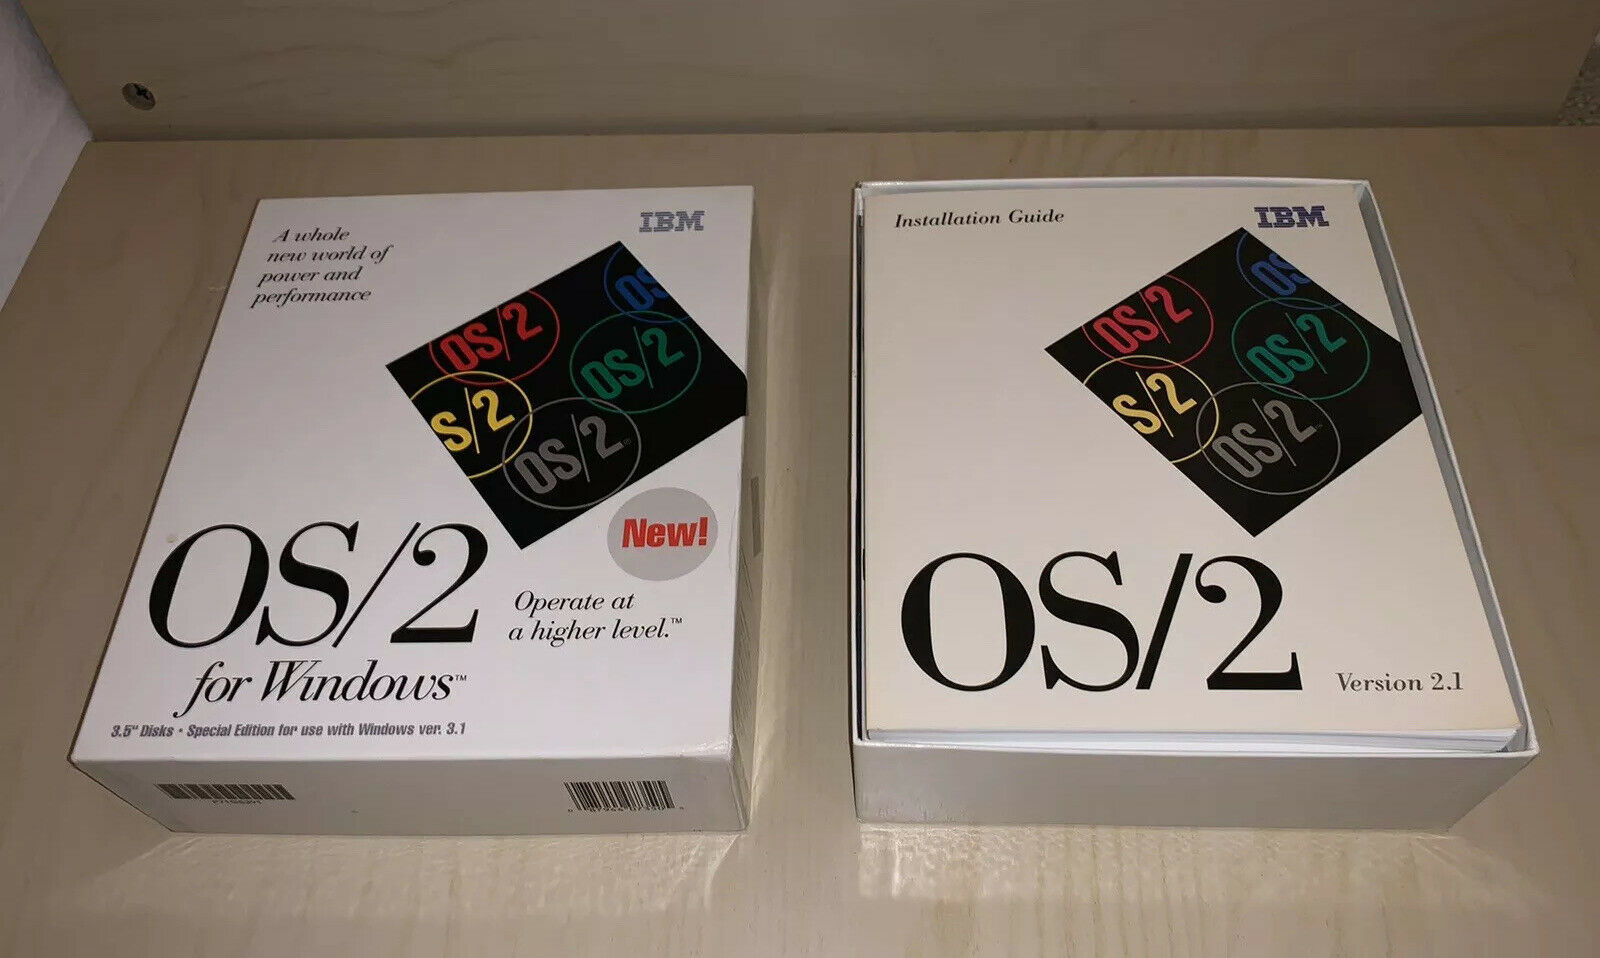 A whole
new world of
power and
performance
IBM
OS/2
OS
OS/2
S/2
OS/2®
New!
OS/2
for Windows™
Operate at
a higher level.™
3.5" Disks • Special Edition for use with Windows ver. 3.1
Installation Guide
IBM
OS/2
OS
OS/2
S/2
OS/2™
OS/2
Version 2.1